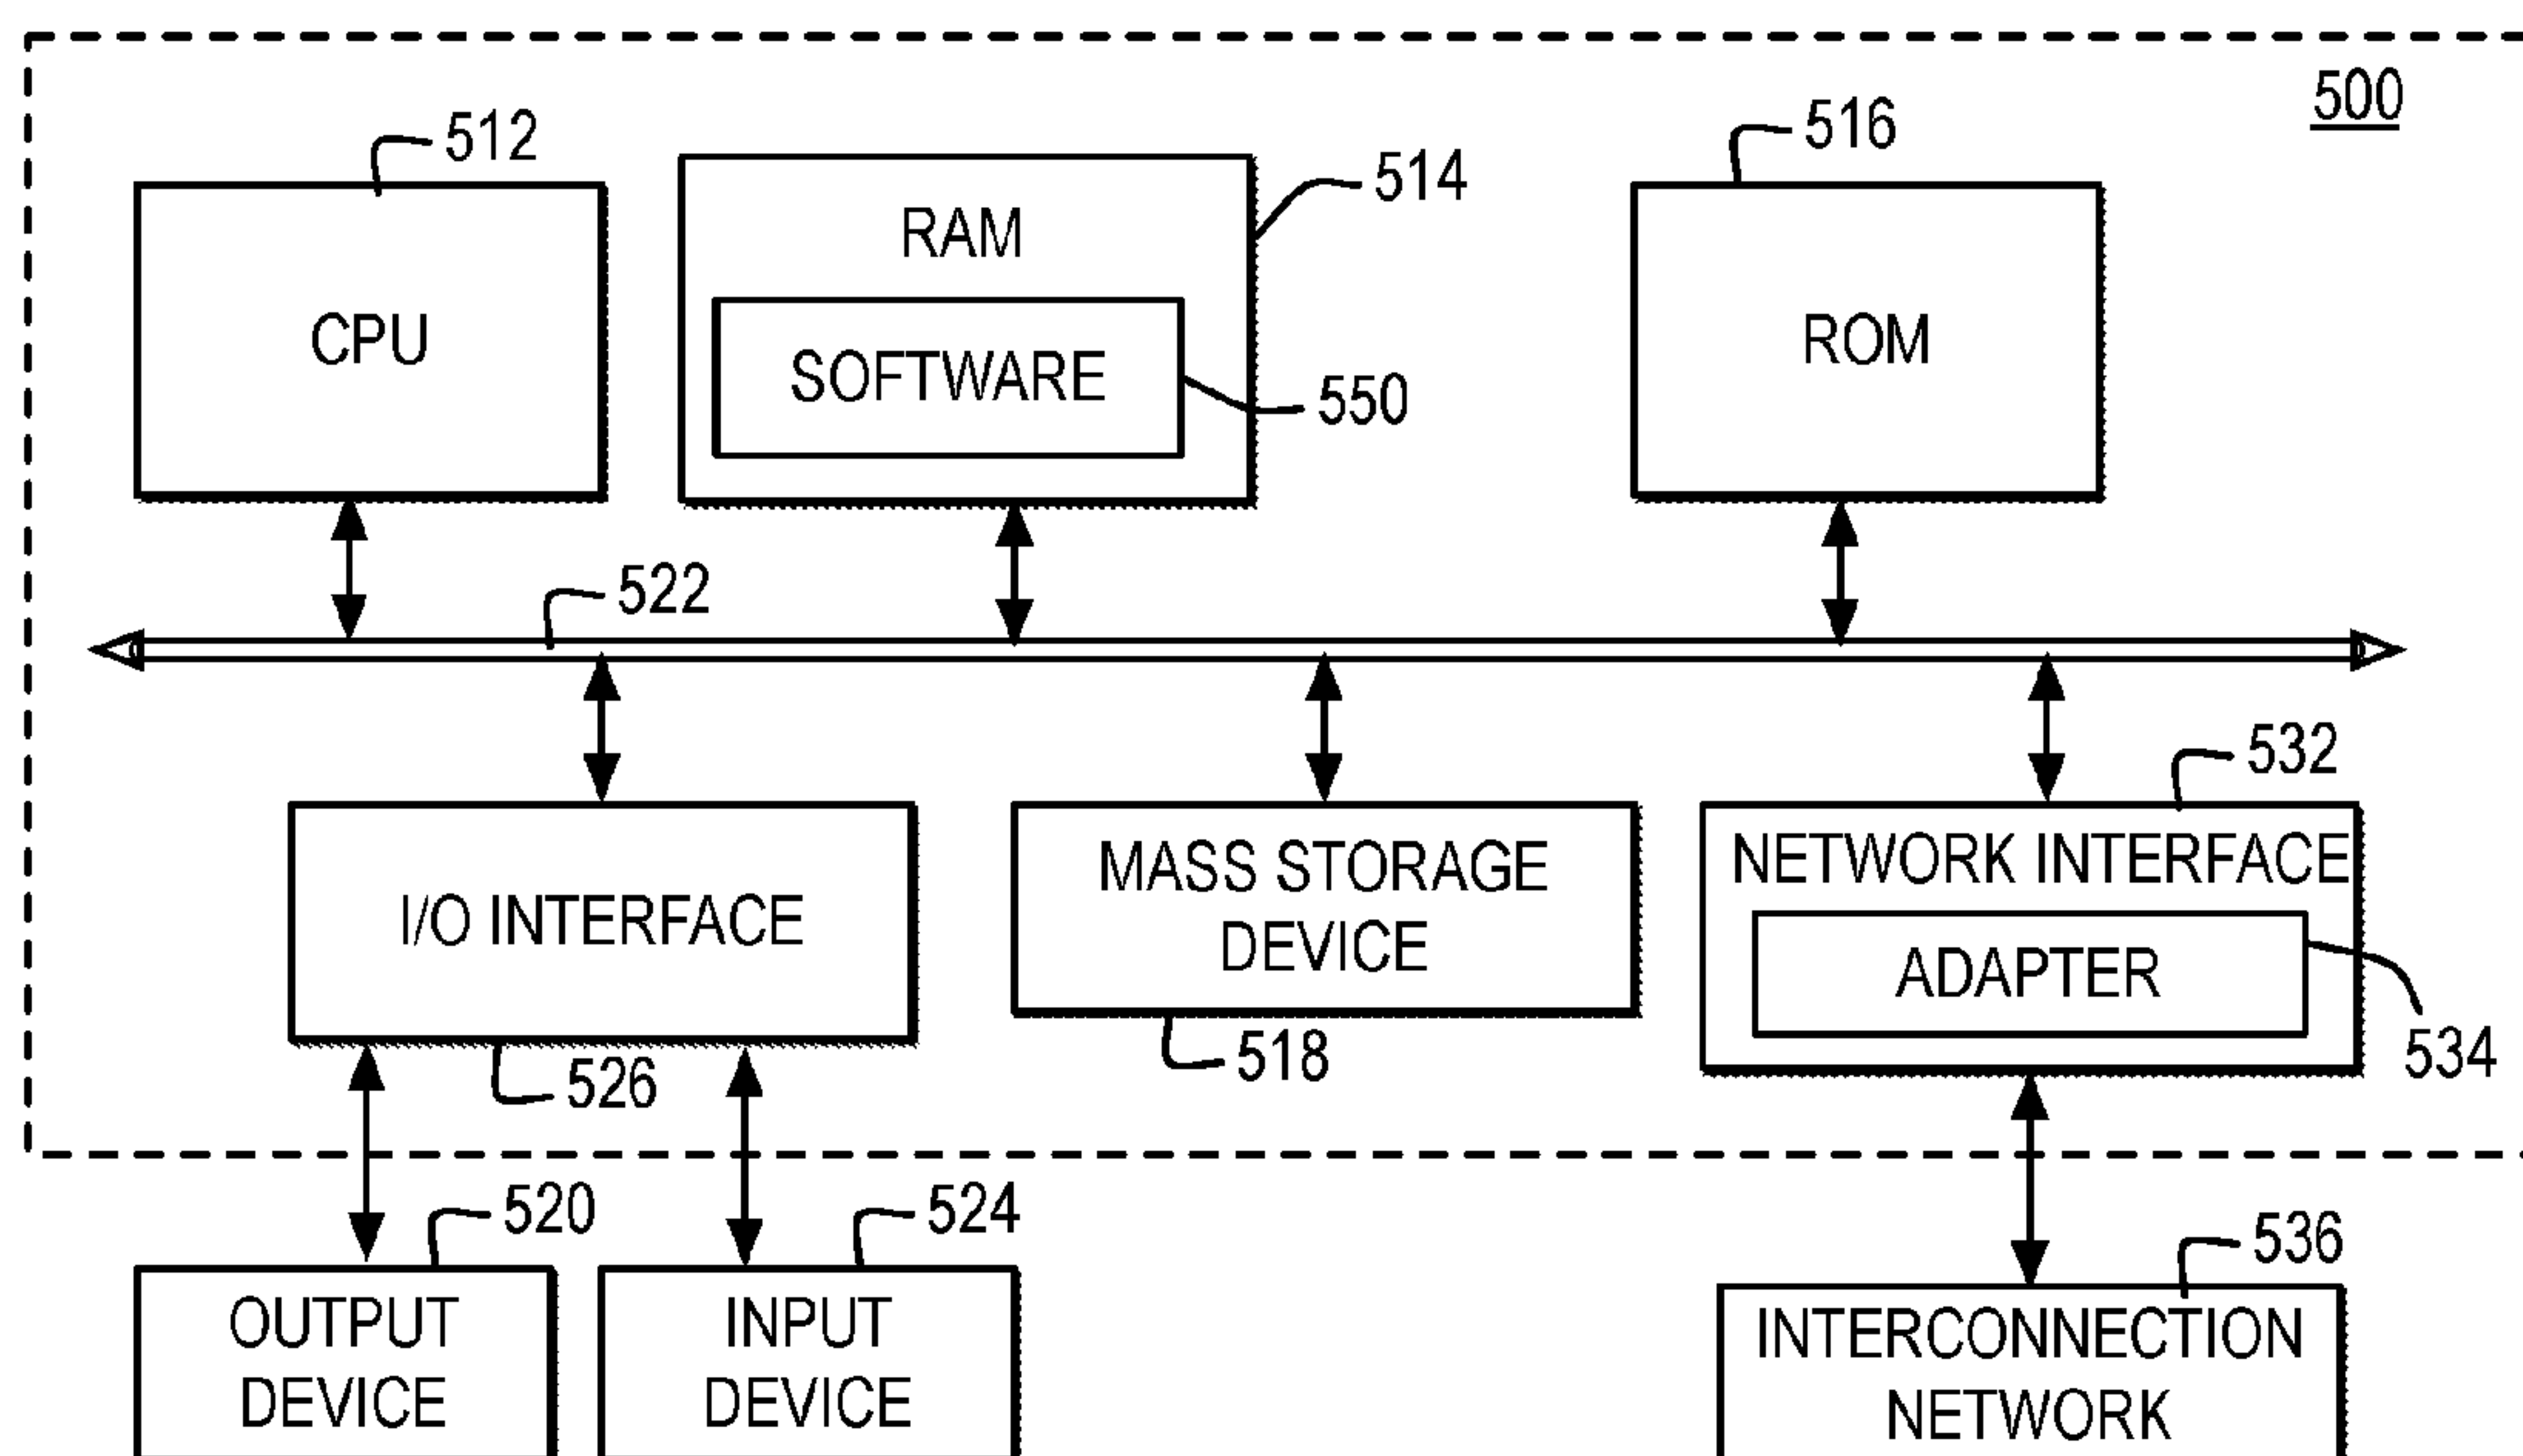 500
512
516
514
RAM
CPU
ROM
SOFTWARE
550
522
532
NETWORK INTERFACE
MASS STORAGE
DEVICE
I/O INTERFACE
ADAPTER
534
518
526
520
524
536
OUTPUT
DEVICE
INPUT
DEVICE
INTERCONNECTION
NETWORK